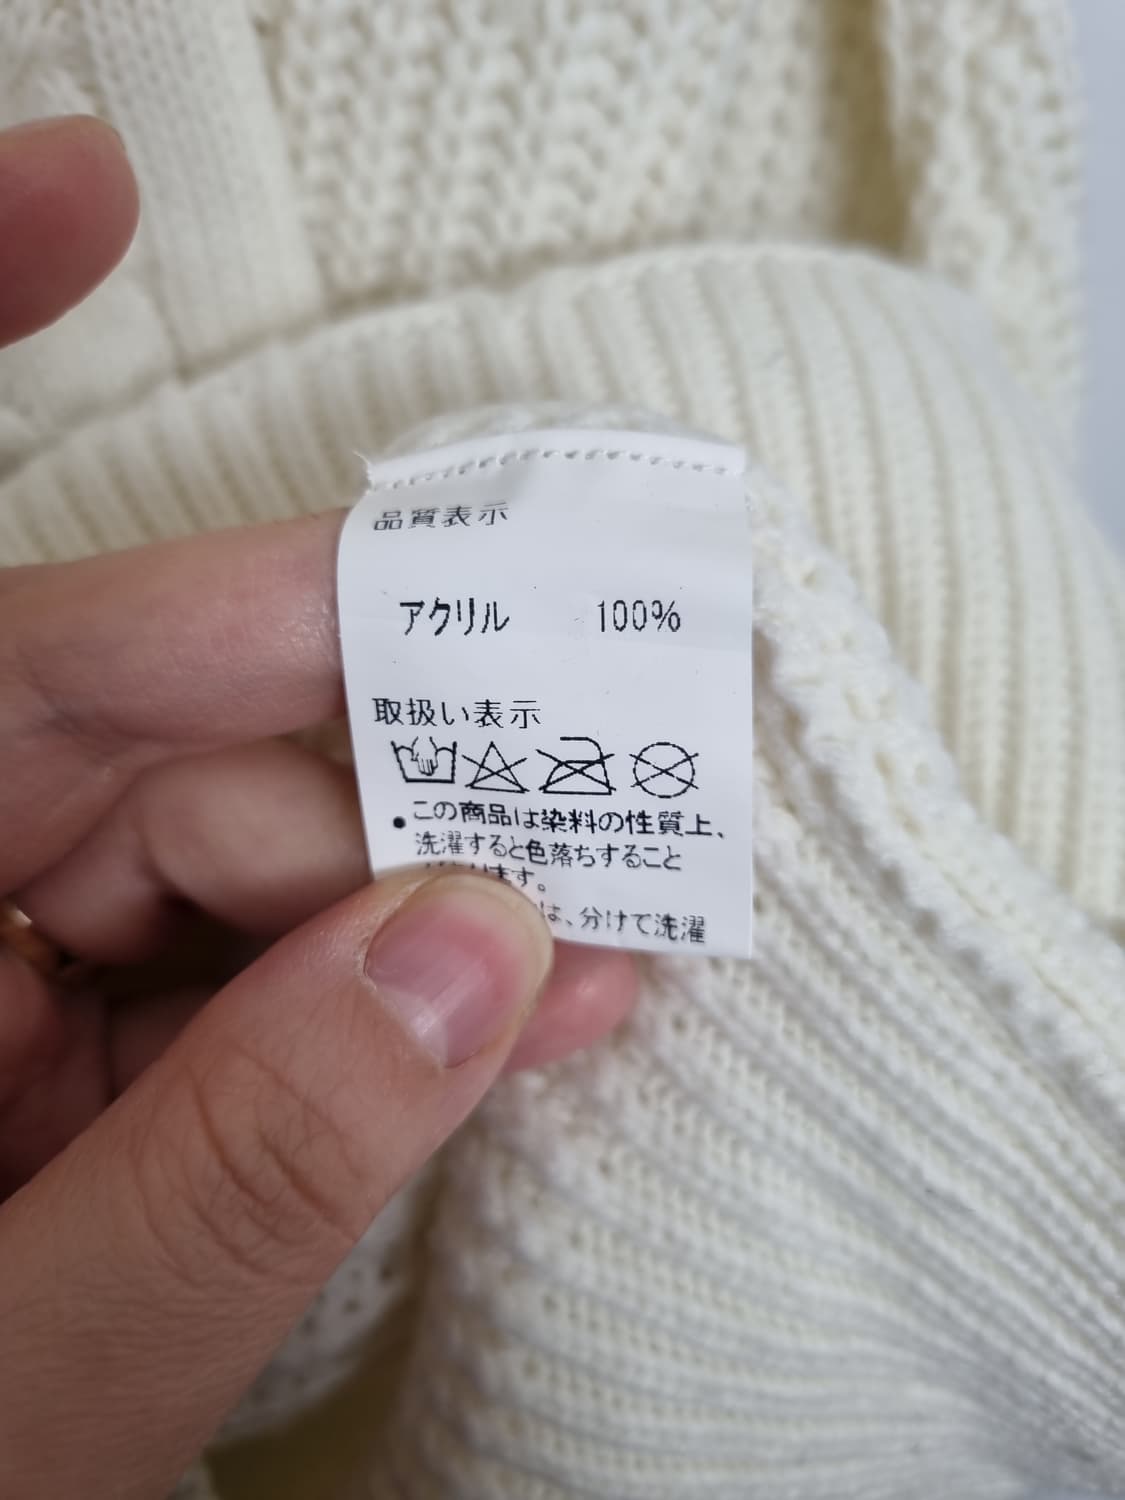 品質表示
アクリル 100%
取扱い表示
● この商品は染料の性質上、
洗濯すると色落ちすること
ります。
は、分けて洗濯